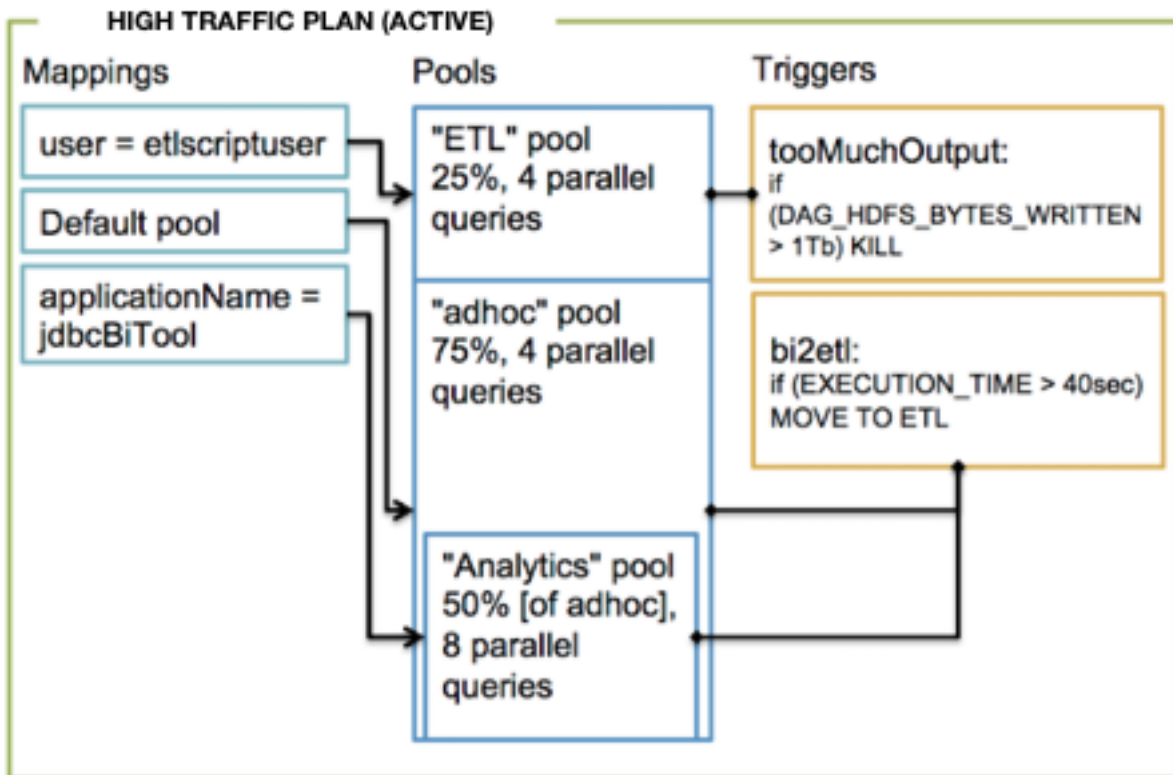 HIGH TRAFFIC PLAN (ACTIVE)
Mappings
user = etlscriptuser
Default pool
applicationName =
jdbcBiTool
Pools
"ETL" pool
25%, 4 parallel
queries
"adhoc" pool
75%, 4 parallel
queries
"Analytics" pool
50% [of adhoc],
8 parallel
queries
Triggers
tooMuchOutput:
if
(DAG_HDFS_BYTES_WRITTEN
> 1Tb) KILL
bi2etl:
if (EXECUTION_TIME > 40sec)
MOVE TO ETL